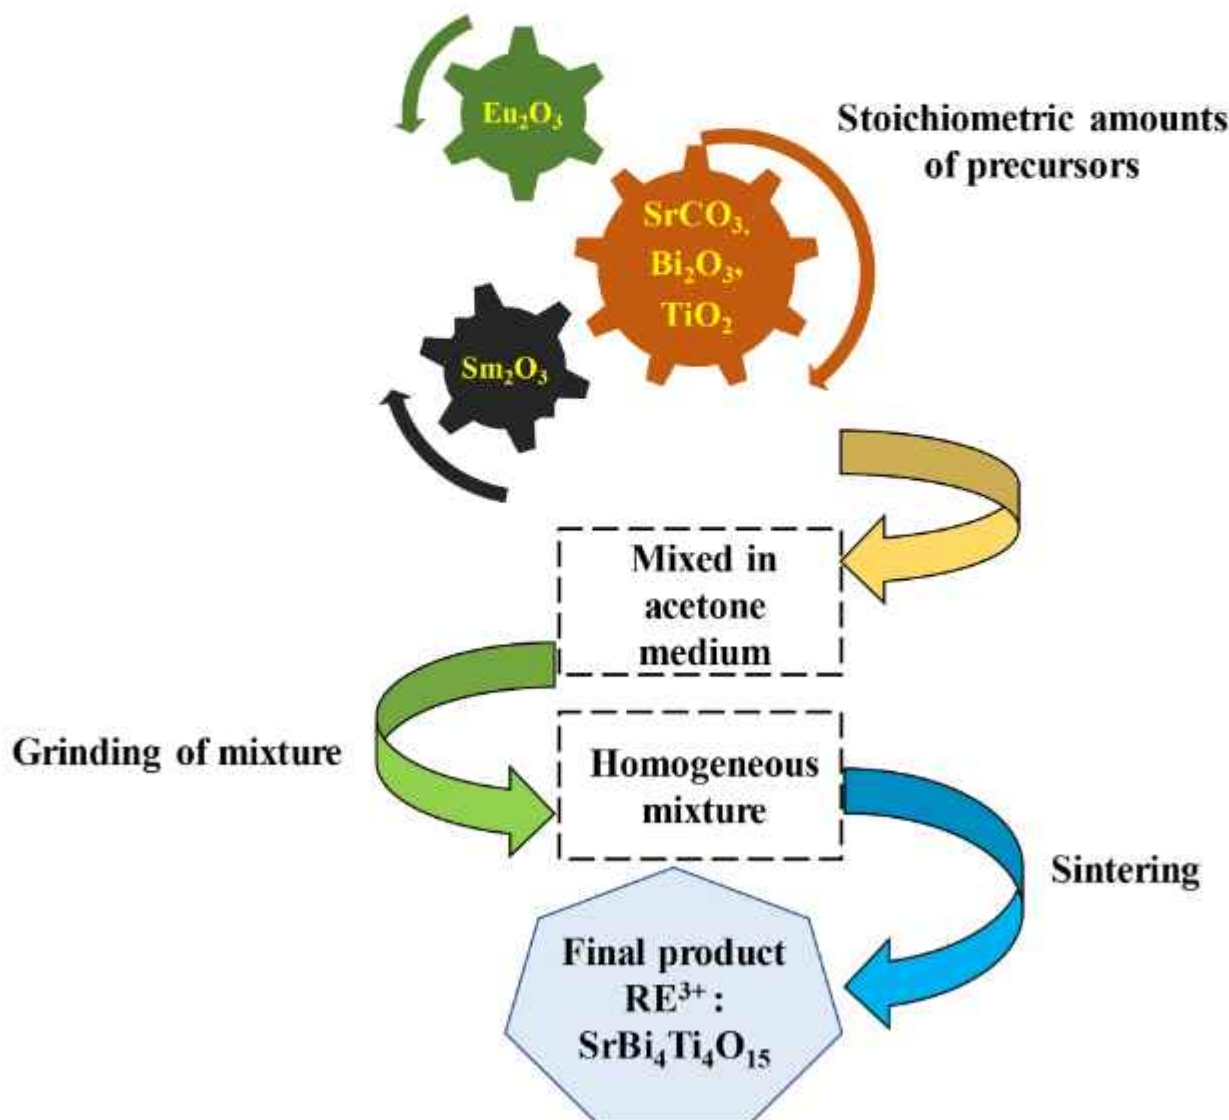 Eu₂O₃
Stoichiometric amounts
of precursors
SrCO₃,
Bi₂O₃,
TiO₂
Sm₂O₃
Mixed in
acetone
medium
Grinding of mixture
Homogeneous
mixture
Sintering
Final product
RE³⁺ :
SrBi₄Ti₄O₁₅